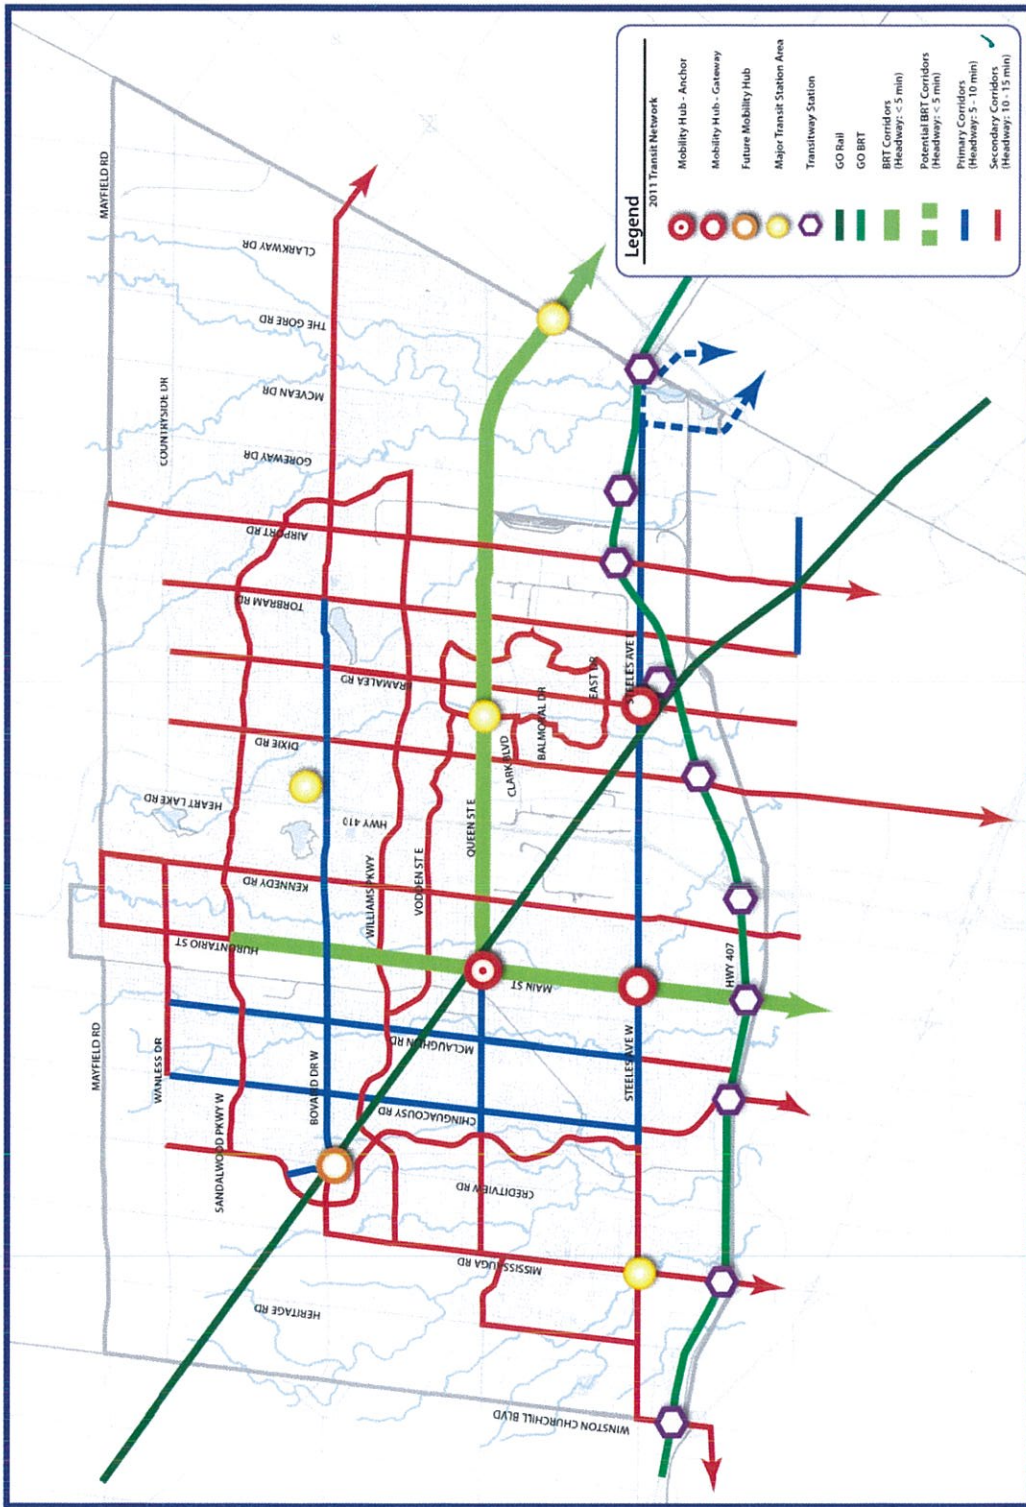 Legend
2011 Transit Network
Mobility Hub - Anchor
Mobility Hub - Gateway
Future Mobility Hub
Major Transit Station Area
Transitway Station
GO Rail
GO BRT
BRT Corridors
(Headway: < 5 min)
Potential BRT Corridors
(Headway: < 5 min)
Primary Corridors
(Headway: 5 - 10 min)
Secondary Corridors
(Headway: 10 - 15 min)
MAYFIELD RD
MAYFIELD RD
COUNTRYSIDE DR
WANLESS DR
SANDALWOOD PKWY W
BOVAIRD DR W
WILLIAMS PKWY
VODDEN ST E
QUEEN ST E
CLARK BLVD
BALMORAL DR
EAST DR
STEELES AVE E
STEELES AVE W
HWY 407
WINSTON CHURCHILL BLVD
HERITAGE RD
MISSISSAUGA RD
CREDITVIEW RD
CHINGUACOUSY RD
MCLAUGHLIN RD
MAIN ST
HURONTARIO ST
KENNEDY RD
HEART LAKE RD
HWY 410
DIXIE RD
BRAMALEA RD
TORBRAM RD
AIRPORT RD
GOREWAY DR
MCVEAN DR
THE GORE RD
CLARKWAY DR